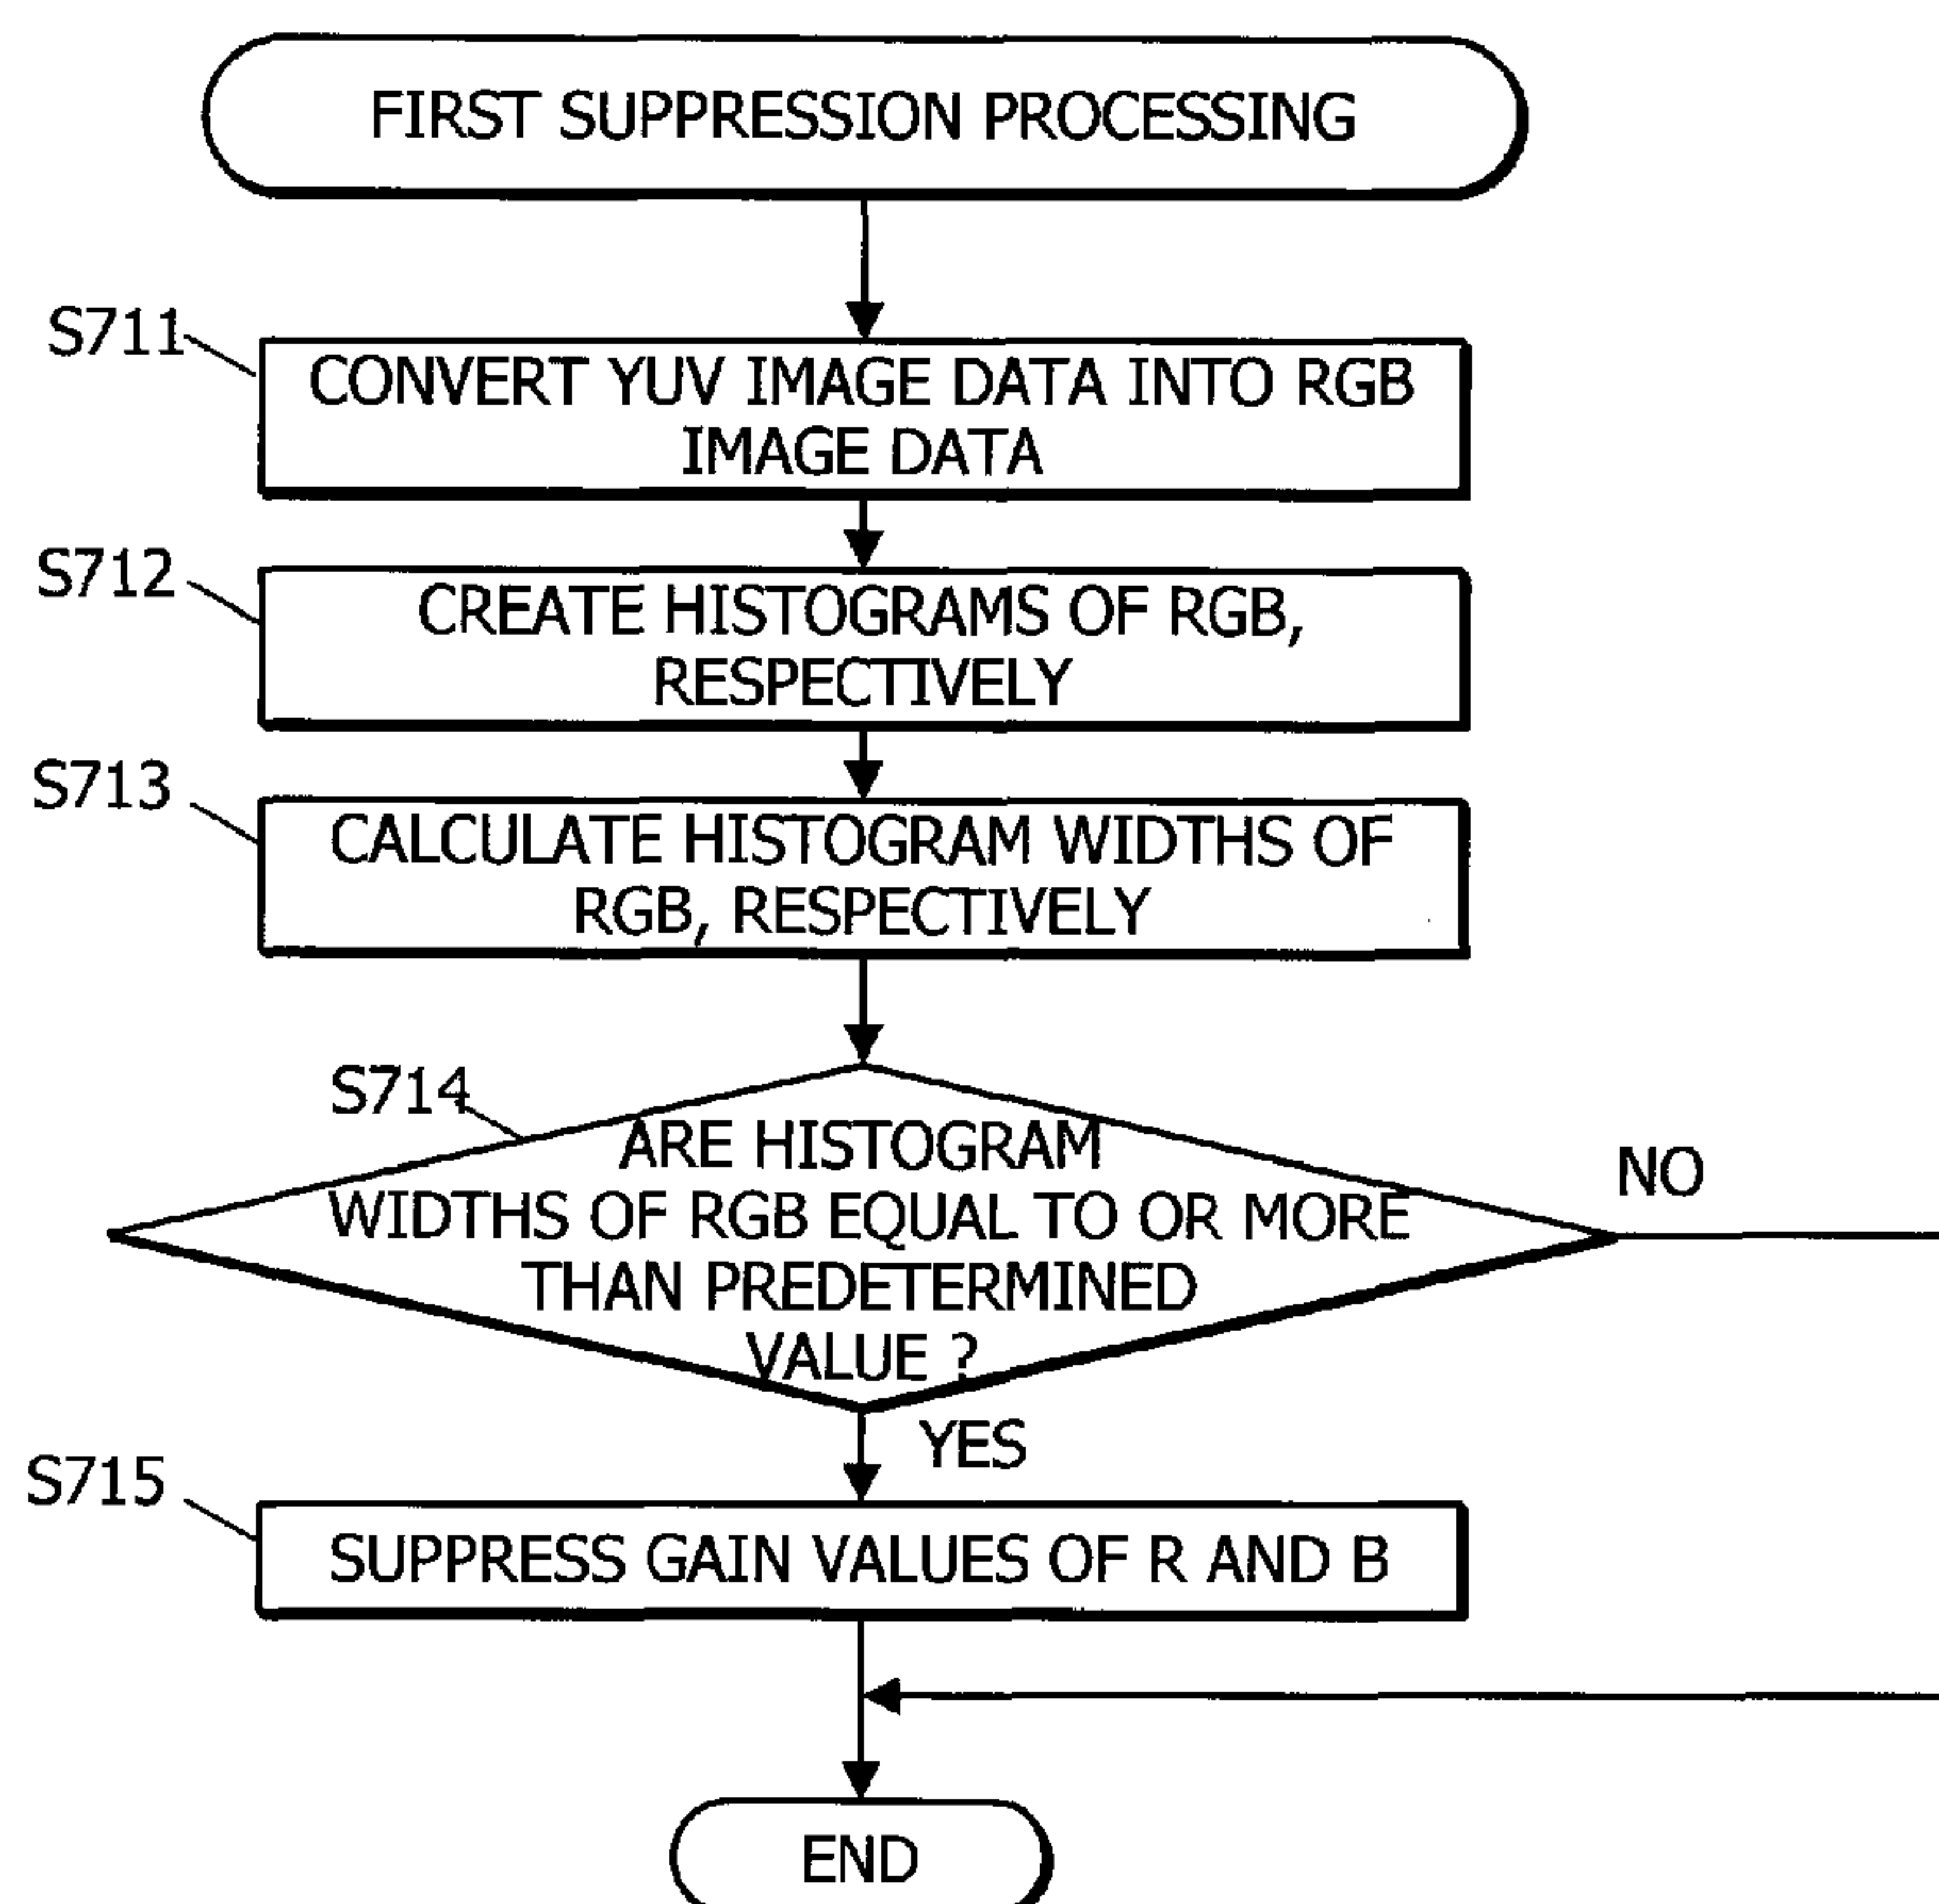 FIRST SUPPRESSION PROCESSING
S711
CONVERT YUV IMAGE DATA INTO RGB
IMAGE DATA
S712
CREATE HISTOGRAMS OF RGB,
RESPECTIVELY
S713
CALCULATE HISTOGRAM WIDTHS OF
RGB, RESPECTIVELY
S714
ARE HISTOGRAM
WIDTHS OF RGB EQUAL TO OR MORE
THAN PREDETERMINED
VALUE ?
NO
YES
S715
SUPPRESS GAIN VALUES OF R AND B
END